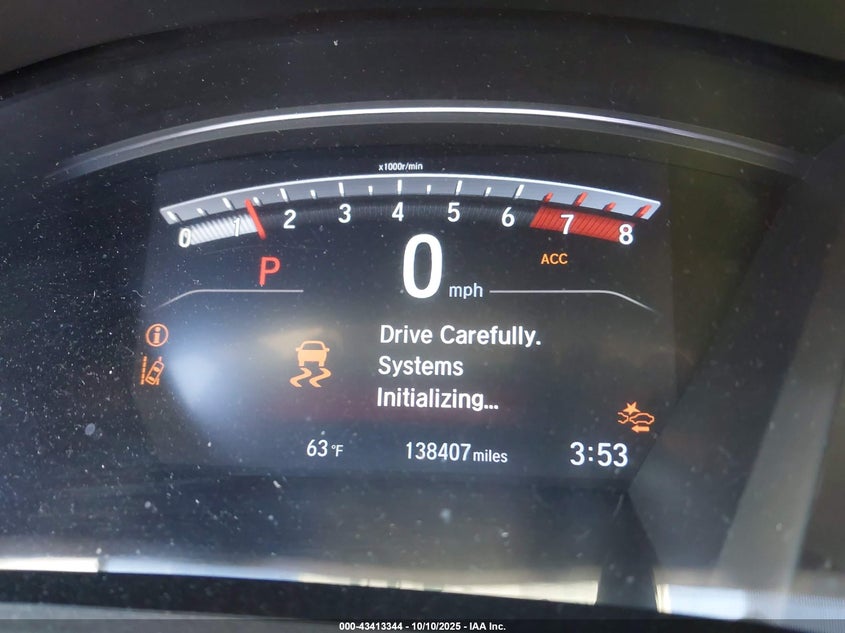 x1000r/min
0 1 2 3 4 5 6 7 8
P 0 mph ACC
Drive Carefully.
Systems
Initializing...
63°F 138407 miles 3:53
000-43413344 - 10/10/2025 - IAA Inc.